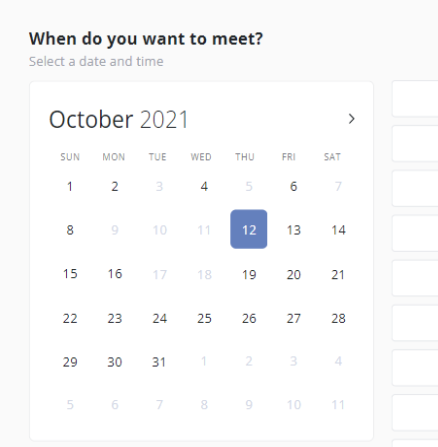 When do you want to meet?
Select a date and time
October 2021
SUN MON TUE WED THU FRI SAT
1 2 3 4 5 6 7
8 9 10 11 12 13 14
15 16 17 18 19 20 21
22 23 24 25 26 27 28
29 30 31 1 2 3 4
5 6 7 8 9 10 11